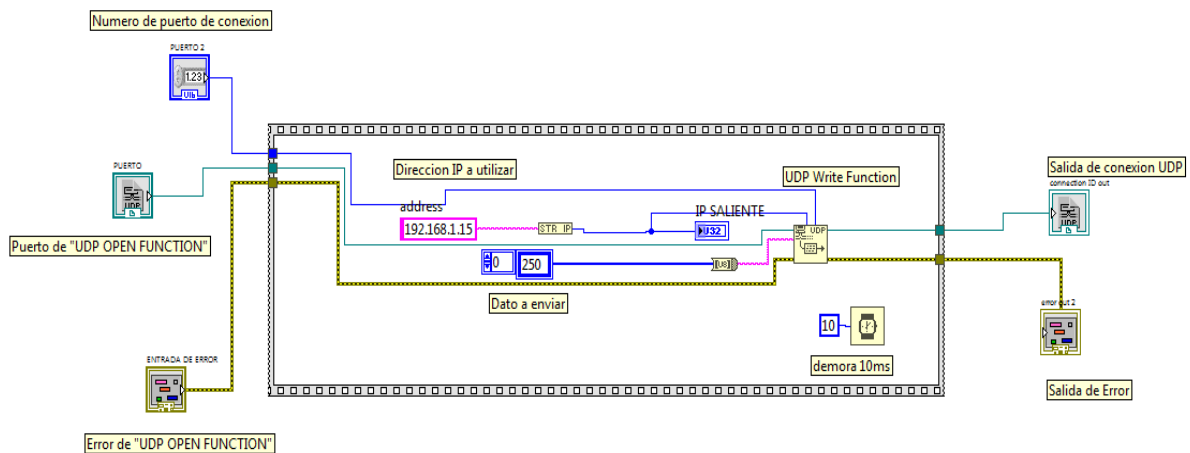 Numero de puerto de conexion
PUERTO 2
1.23
U16
PUERTO
UDP
Puerto de "UDP OPEN FUNCTION"
ENTRADA DE ERROR
Error de "UDP OPEN FUNCTION"
Direccion IP a utilizar
address
192.168.1.15
STR IP
IP SALIENTE
U32
UDP Write Function
UDP
0
250
[U8]
Dato a enviar
10
demora 10ms
Salida de conexion UDP
connection ID out
UDP
error out 2
Salida de Error